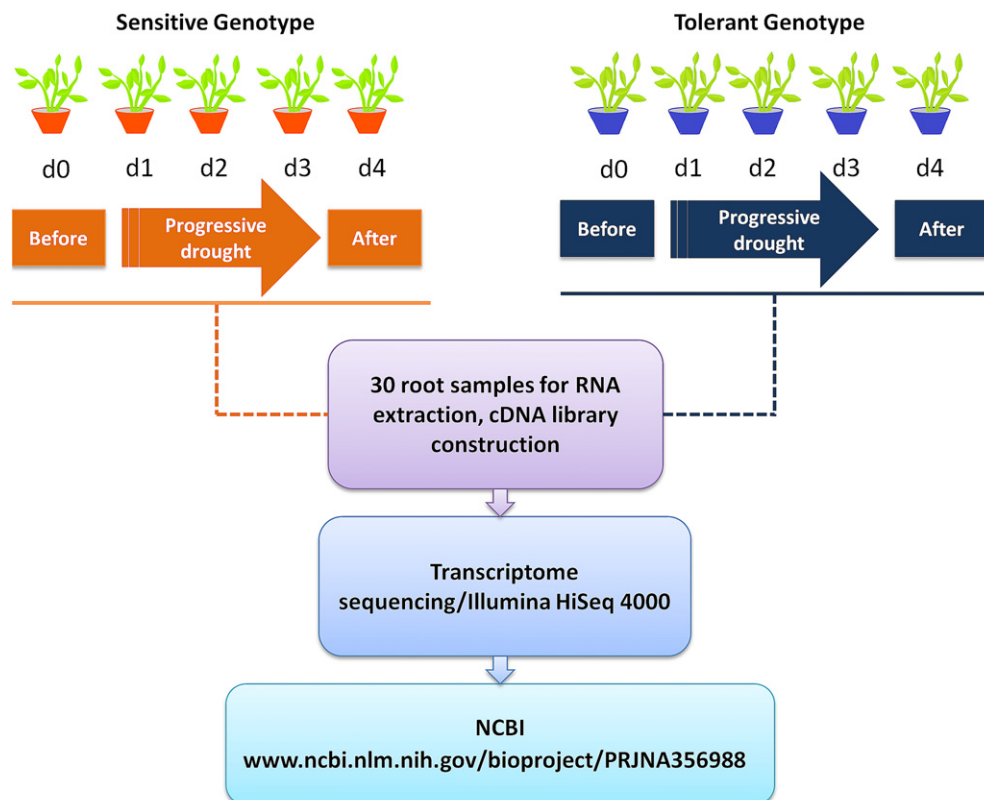 Sensitive Genotype
Tolerant Genotype
d0 d1 d2 d3 d4
d0 d1 d2 d3 d4
Before
Progressive
drought
After
Before
Progressive
drought
After
30 root samples for RNA
extraction, cDNA library
construction
Transcriptome
sequencing/Illumina HiSeq 4000
NCBI
www.ncbi.nlm.nih.gov/bioproject/PRJNA356988